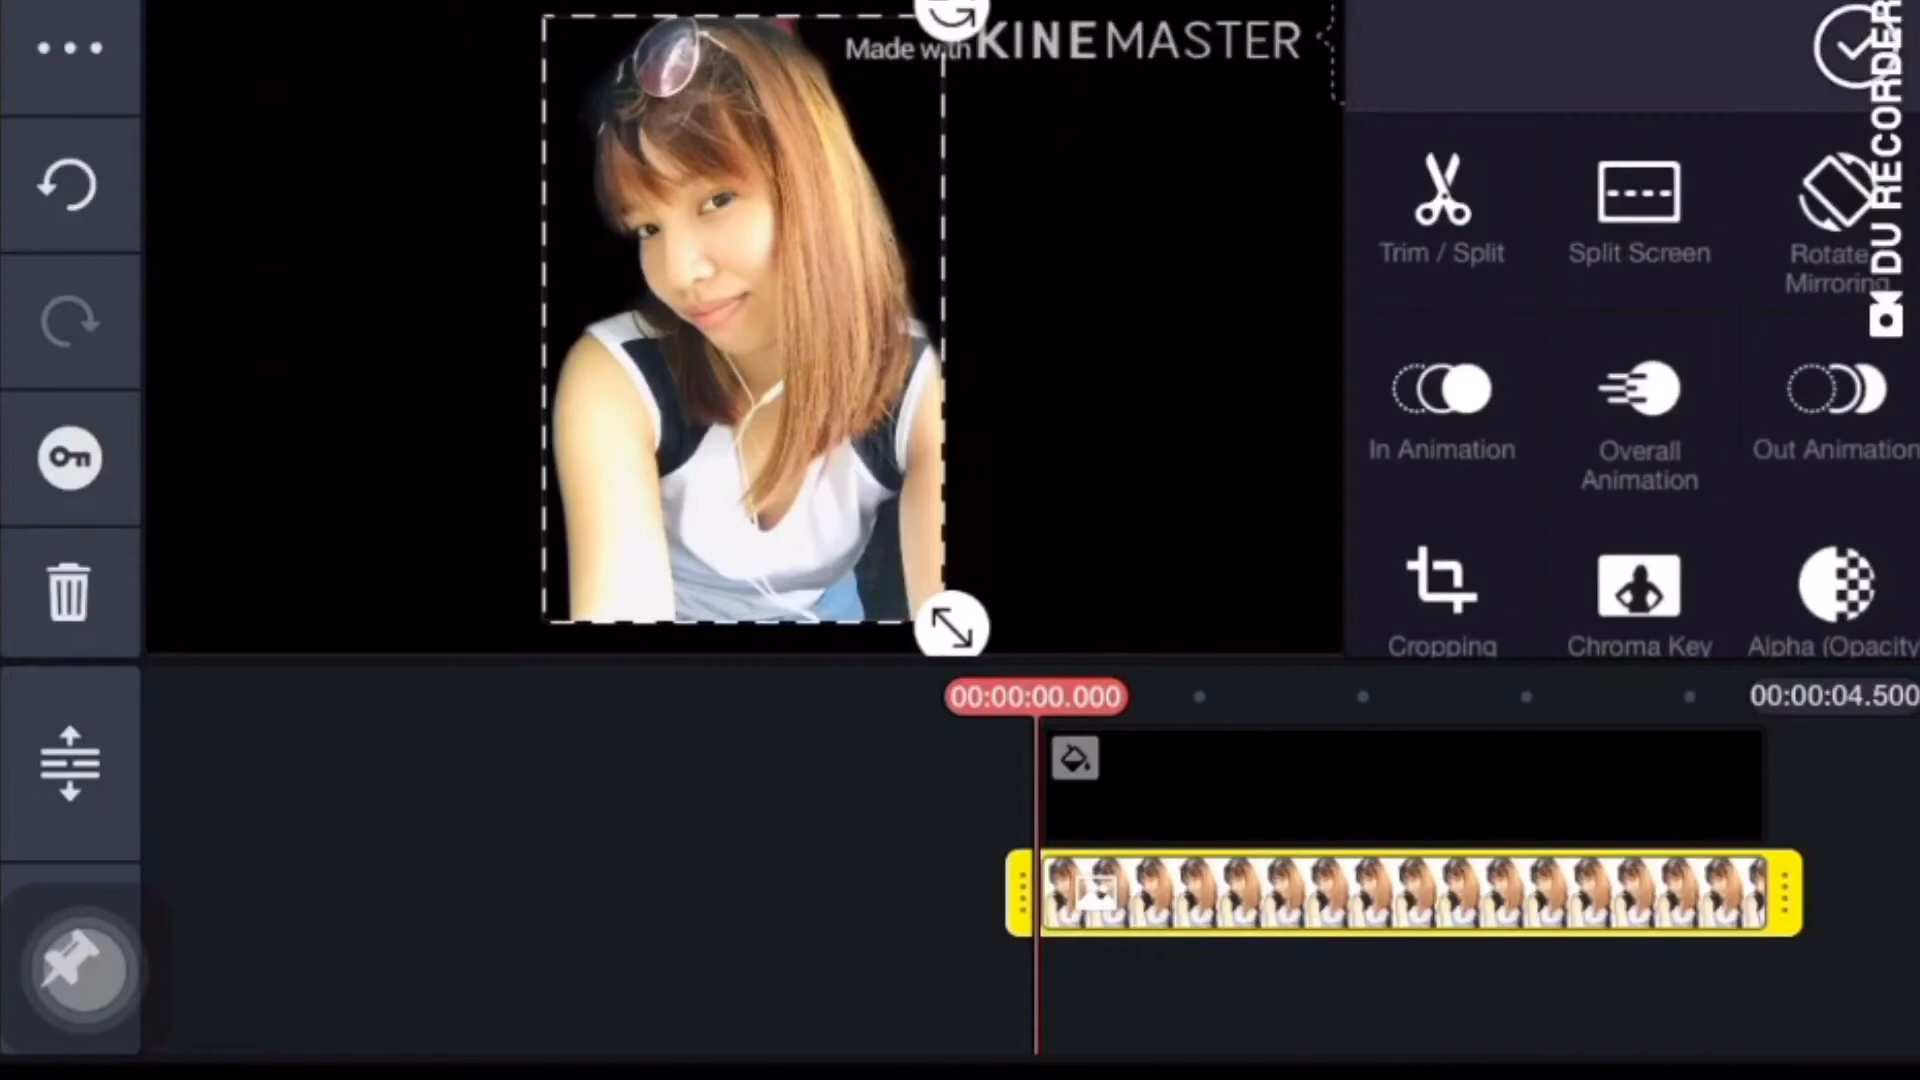 Made with KINEMASTER
DU RECORDER
Trim / Split
Split Screen
Rotate
Mirroring
In Animation
Overall
Animation
Out Animation
Cropping
Chroma Key
Alpha (Opacity
00:00:00.000
00:00:04.500